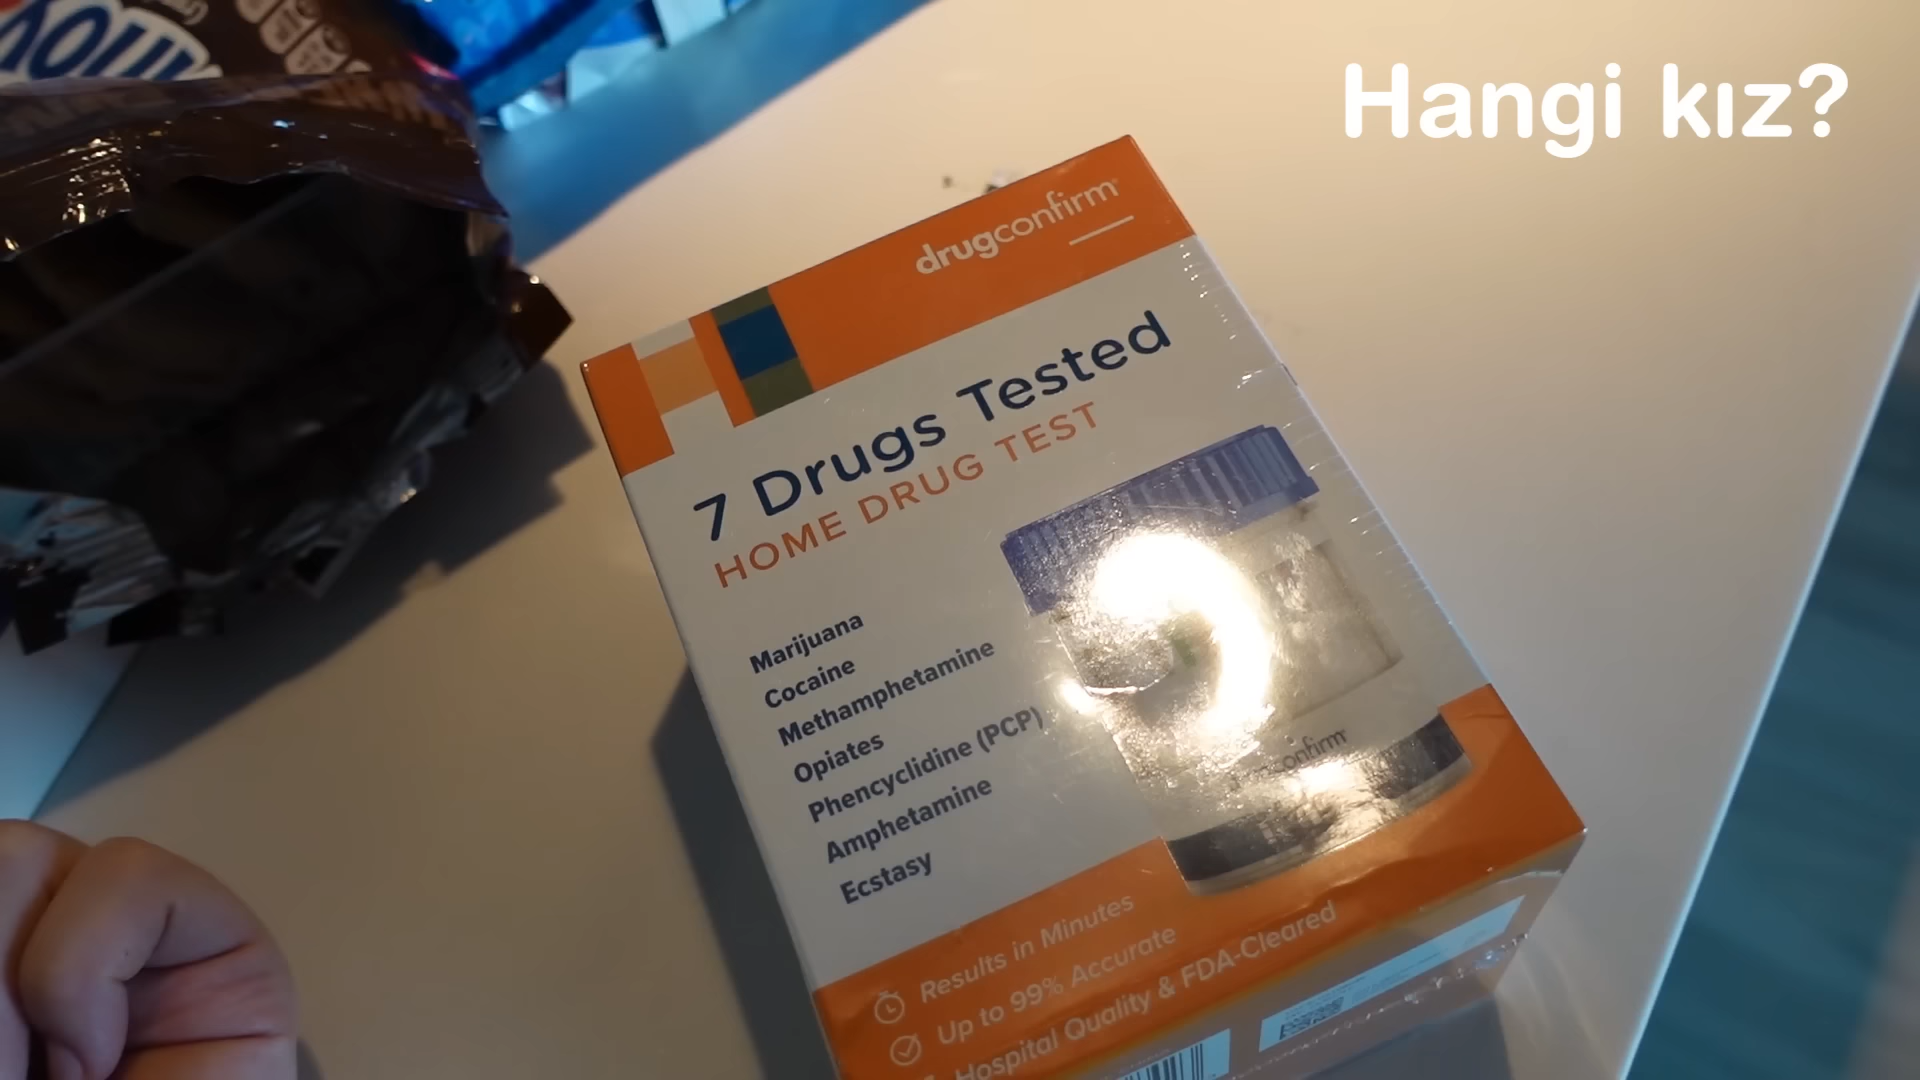 Hangi kız?
drugconfirm
7 Drugs Tested
HOME DRUG TEST
Marijuana
Cocaine
Methamphetamine
Opiates
Phencyclidine (PCP)
Amphetamine
Ecstasy
Results in Minutes
Up to 99% Accurate
Hospital Quality & FDA-Cleared